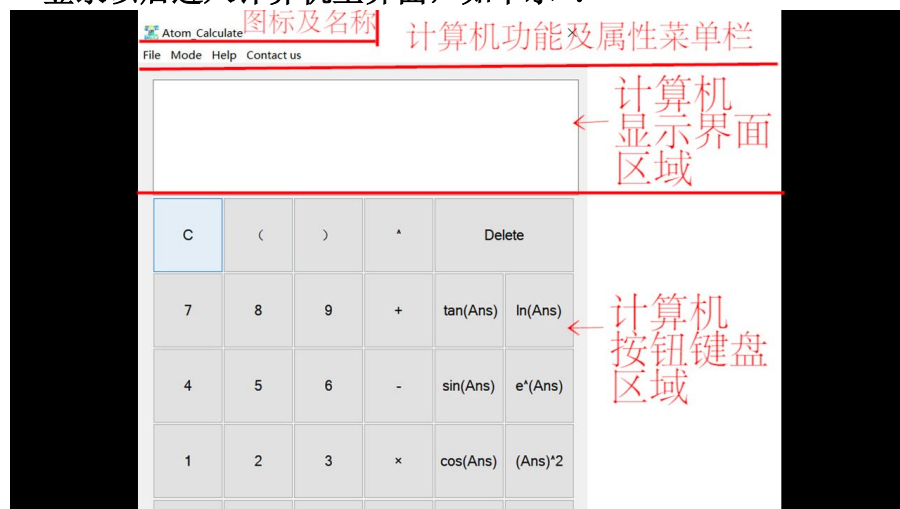 图标及名称
Atom_Calculate
计算机功能及属性菜单栏
×
File Mode Help Contact us
计算机
显示界面
区域
C ( ) ^ Delete
7 8 9 + tan(Ans) ln(Ans)
计算机
按钮键盘
区域
4 5 6 - sin(Ans) e^(Ans)
1 2 3 × cos(Ans) (Ans)^2